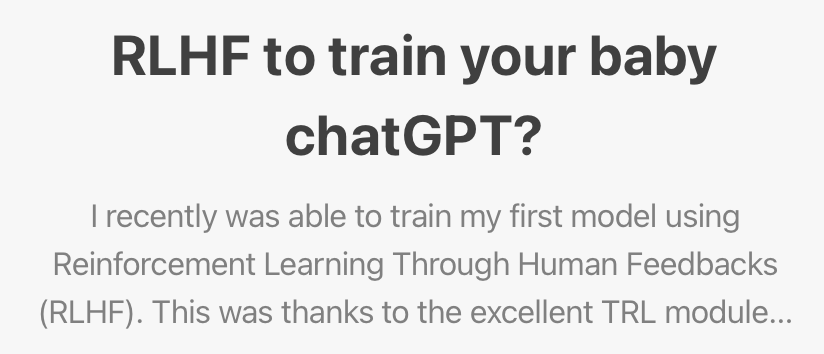 RLHF to train your baby
chatGPT?
I recently was able to train my first model using
Reinforcement Learning Through Human Feedbacks
(RLHF). This was thanks to the excellent TRL module...